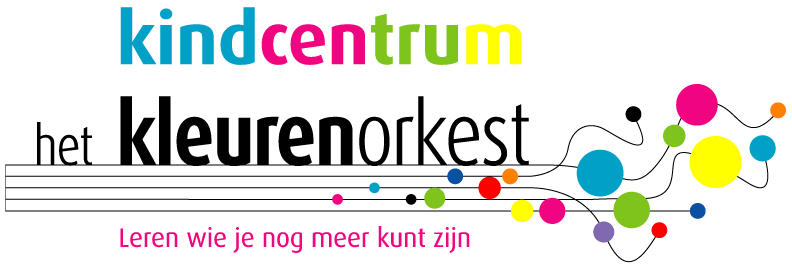 kindcentrum
het kleurenorkest
Leren wie je nog meer kunt zijn